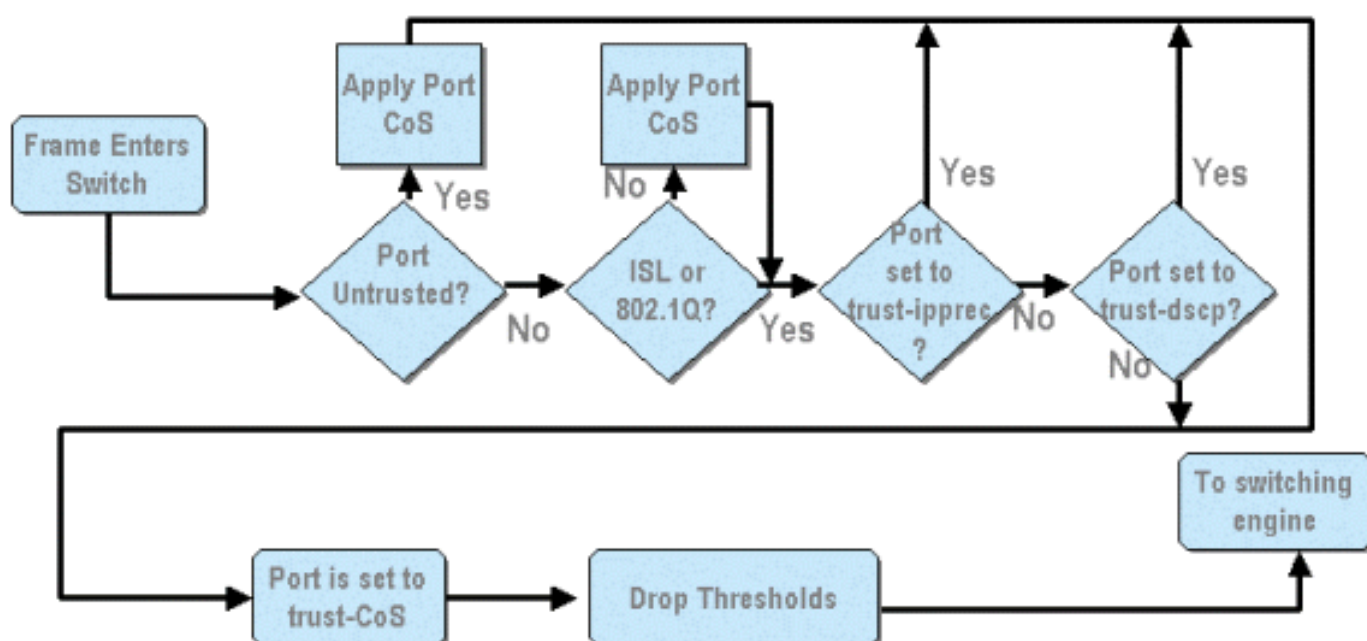 Apply Port
CoS
Apply Port
CoS
Frame Enters
Switch
Yes
No
Yes
Yes
Port
Untrusted?
No
ISL or
802.1Q?
Yes
Port
set to
trust-ipprec
?
No
Port set to
trust-dscp?
No
To switching
engine
Port is set to
trust-CoS
Drop Thresholds